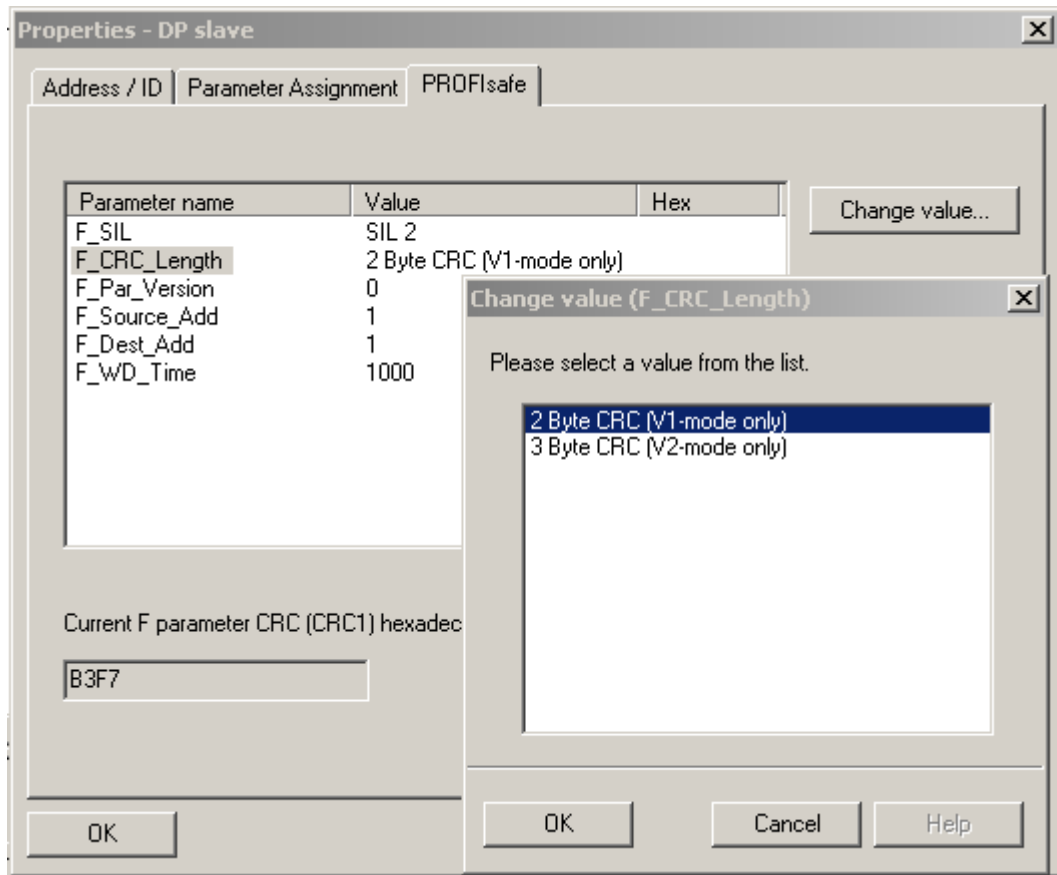 Properties - DP slave
Address / ID
Parameter Assignment
PROFIsafe
Parameter name Value Hex
F_SIL SIL 2
F_CRC_Length 2 Byte CRC (V1-mode only)
F_Par_Version 0
F_Source_Add 1
F_Dest_Add 1
F_WD_Time 1000
Change value...
Current F parameter CRC (CRC1) hexadec
B3F7
OK
Change value (F_CRC_Length)
Please select a value from the list.
2 Byte CRC (V1-mode only)
3 Byte CRC (V2-mode only)
OK
Cancel
Help